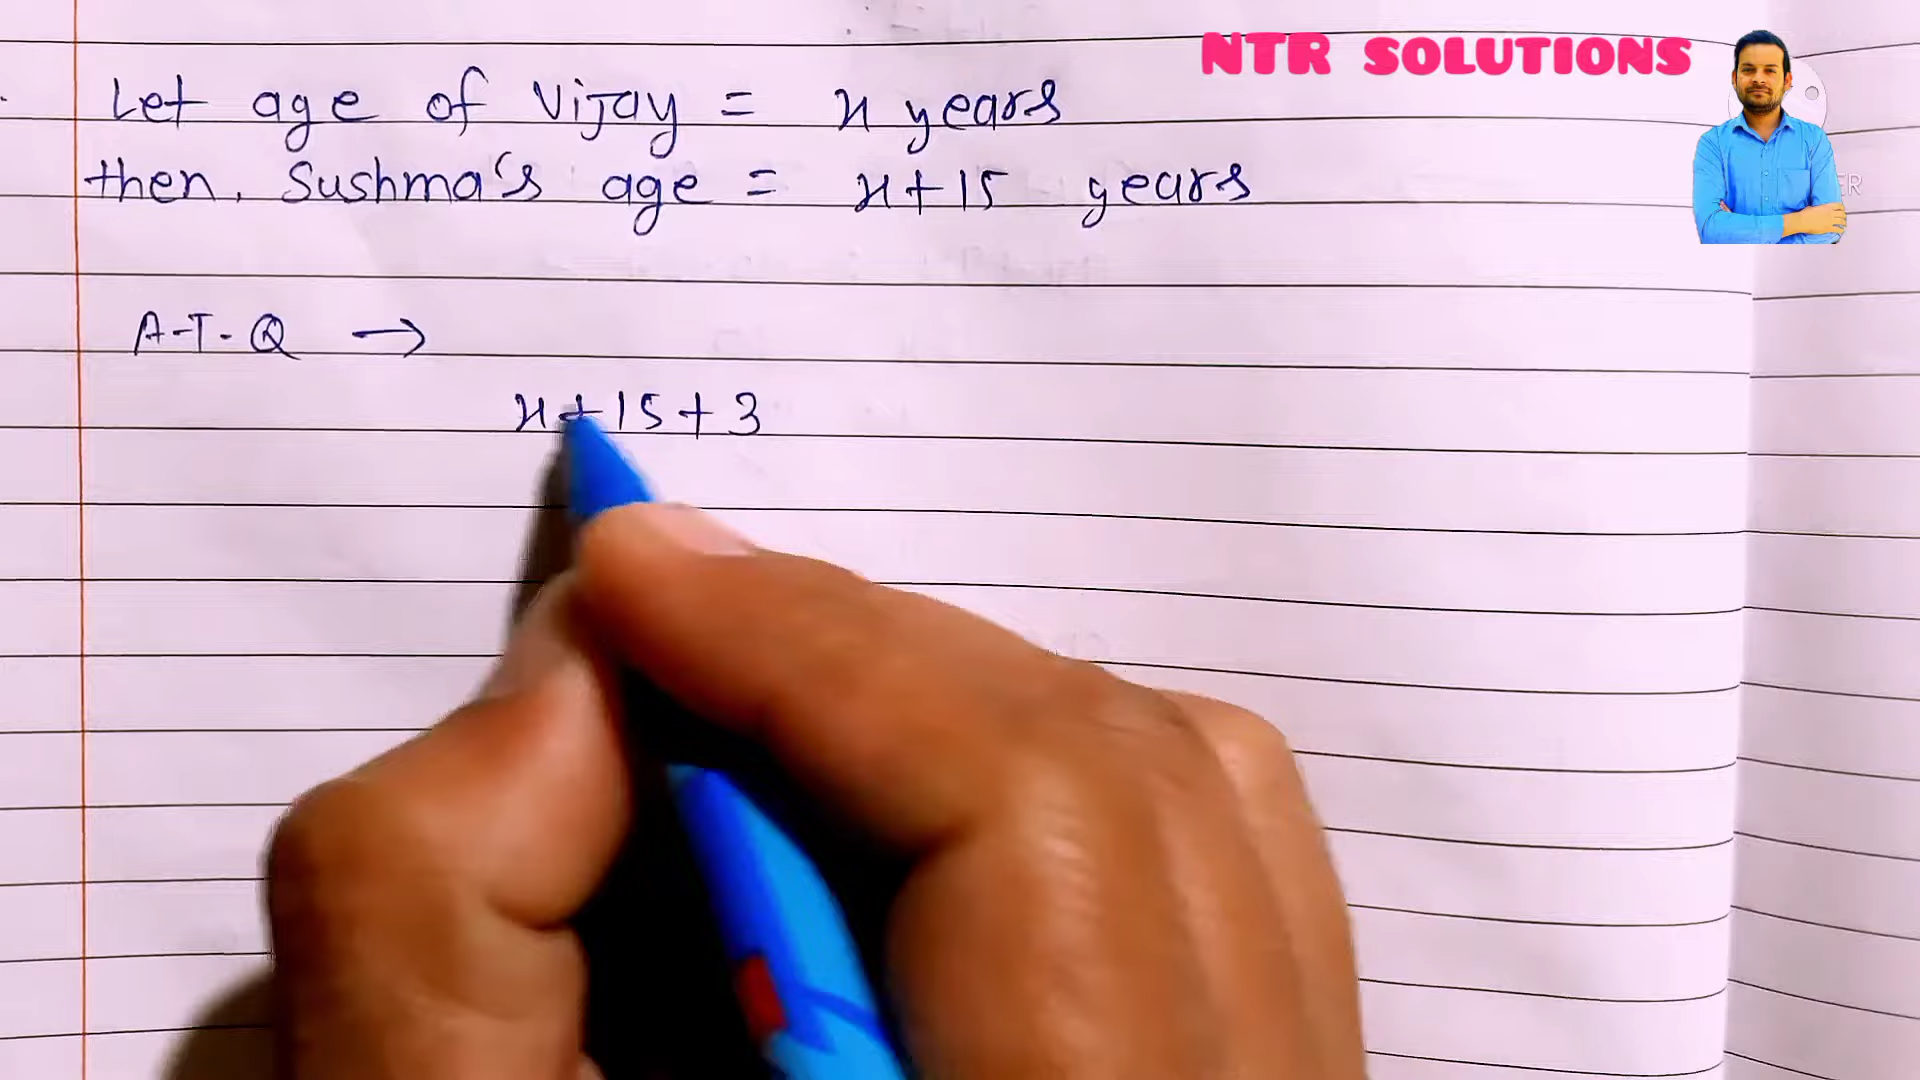 NTR SOLUTIONS
Let age of Vijay = x years
then, Sushma's age = x+15 years
A-T-Q →
x+15+3